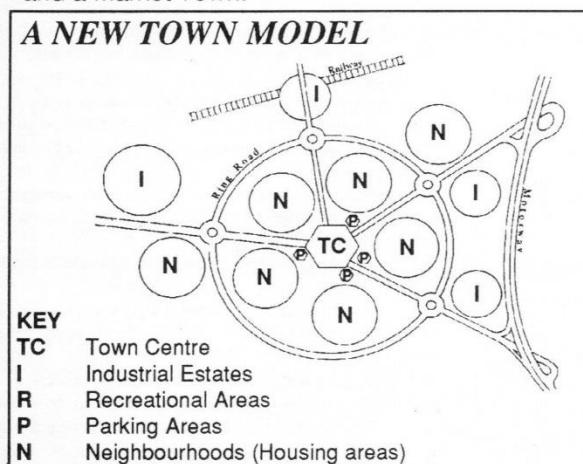 and a Market Town.
A NEW TOWN MODEL
Railway
I
N
Ring Road
I
N
N
I
Motorway
P
TC
N
P
P
P
N
N
N
I
KEY
TC Town Centre
I Industrial Estates
R Recreational Areas
P Parking Areas
N Neighbourhoods (Housing areas)